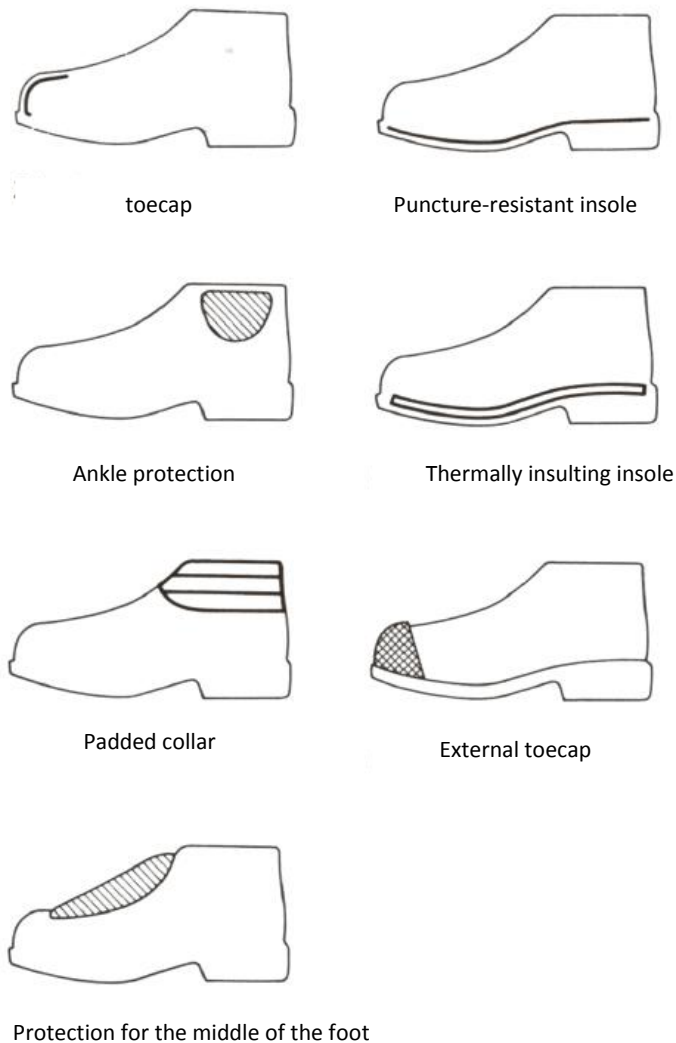 toecap
Puncture-resistant insole
Ankle protection
Thermally insulting insole
Padded collar
External toecap
Protection for the middle of the foot